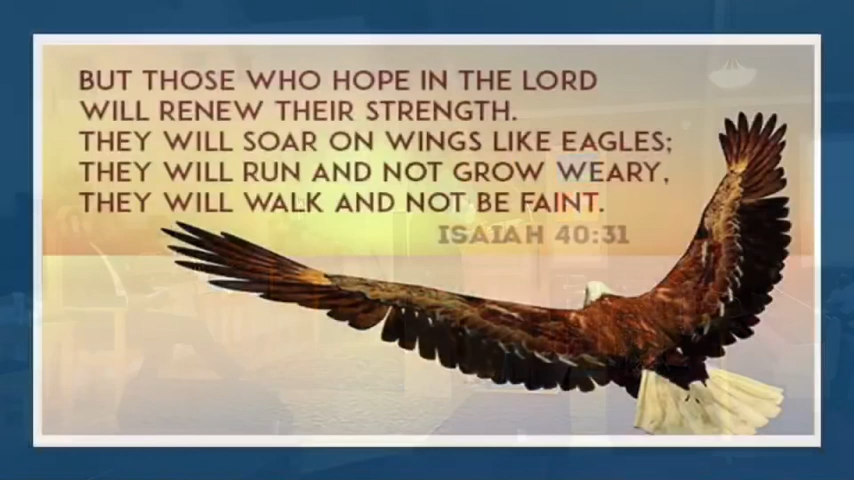 BUT THOSE WHO HOPE IN THE LORD
WILL RENEW THEIR STRENGTH.
THEY WILL SOAR ON WINGS LIKE EAGLES;
THEY WILL RUN AND NOT GROW WEARY,
THEY WILL WALK AND NOT BE FAINT.
ISAIAH 40:31